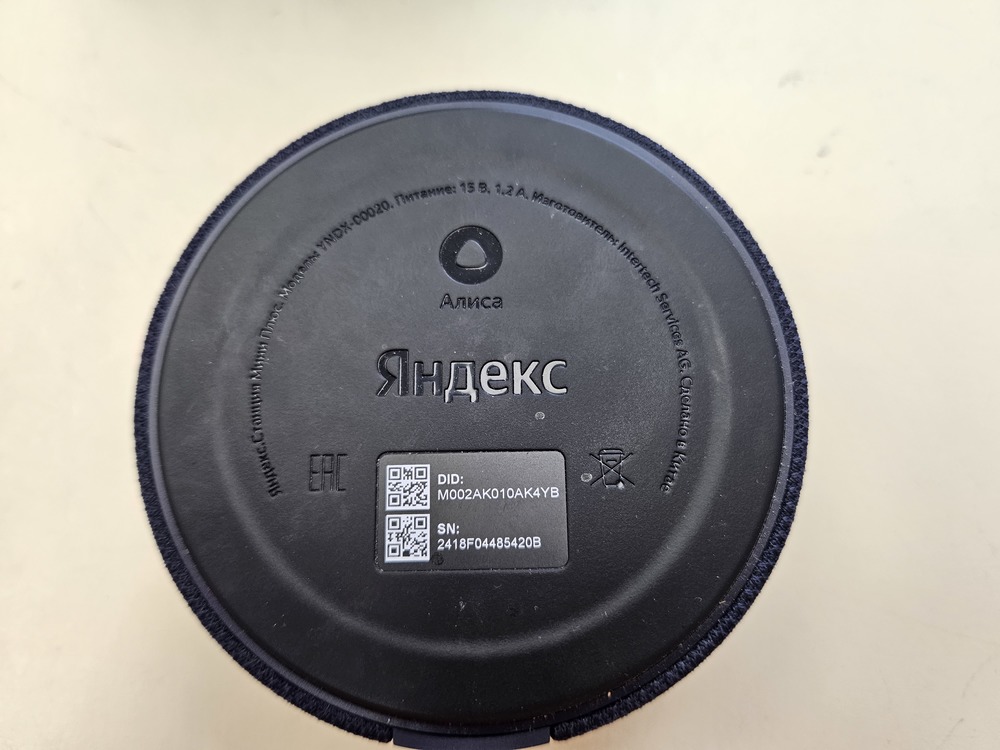 Яндекс.Станция Мини Плюс. Модель: YNDX-00020. Питание: 15 В, 1,2 А. Изготовитель: Intertech Services AG. Сделано в Китае
Алиса
Яндекс
EAC
DID:
M002AK010AK4YB
SN:
2418F04485420B